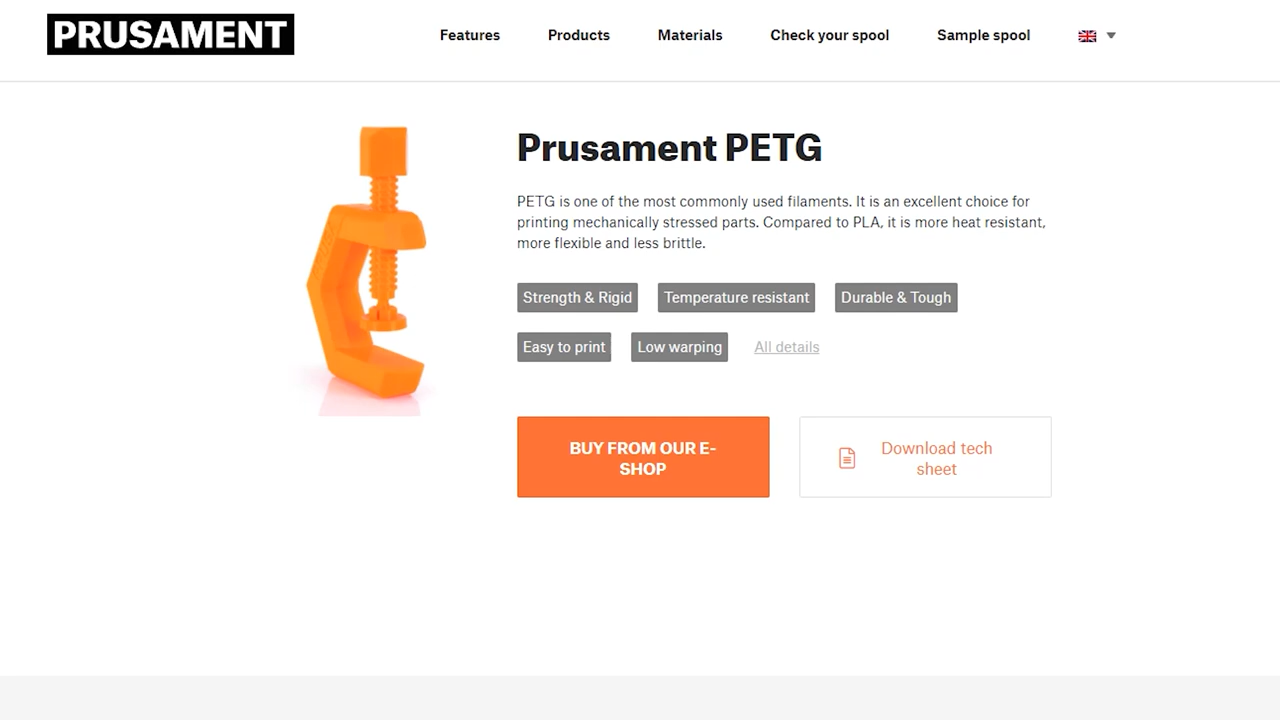 PRUSAMENT
Features
Products
Materials
Check your spool
Sample spool
Prusament PETG
PETG is one of the most commonly used filaments. It is an excellent choice for
printing mechanically stressed parts. Compared to PLA, it is more heat resistant,
more flexible and less brittle.
Strength & Rigid
Temperature resistant
Durable & Tough
Easy to print
Low warping
All details
BUY FROM OUR E-
SHOP
Download tech
sheet